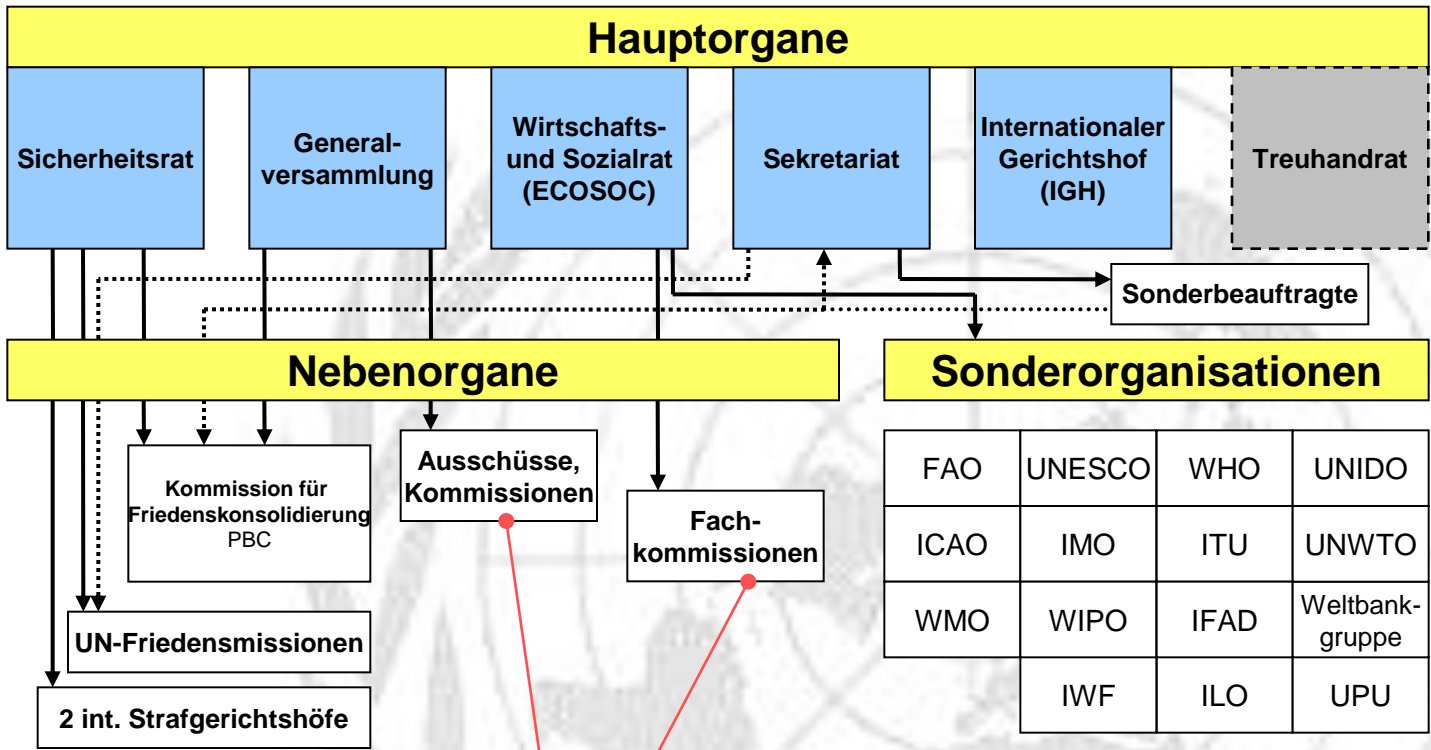 Hauptorgane
Sicherheitsrat
General-
versammlung
Wirtschafts-
und Sozialrat
(ECOSOC)
Sekretariat
Internationaler
Gerichtshof
(IGH)
Treuhandrat
Sonderbeauftragte
Nebenorgane
Sonderorganisationen
Kommission für
Friedenskonsolidierung
PBC
Ausschüsse,
Kommissionen
Fach-
kommissionen
UN-Friedensmissionen
2 int. Strafgerichtshöfe
FAO UNESCO WHO UNIDO
ICAO IMO ITU UNWTO
WMO WIPO IFAD Weltbank-
gruppe
IWF ILO UPU